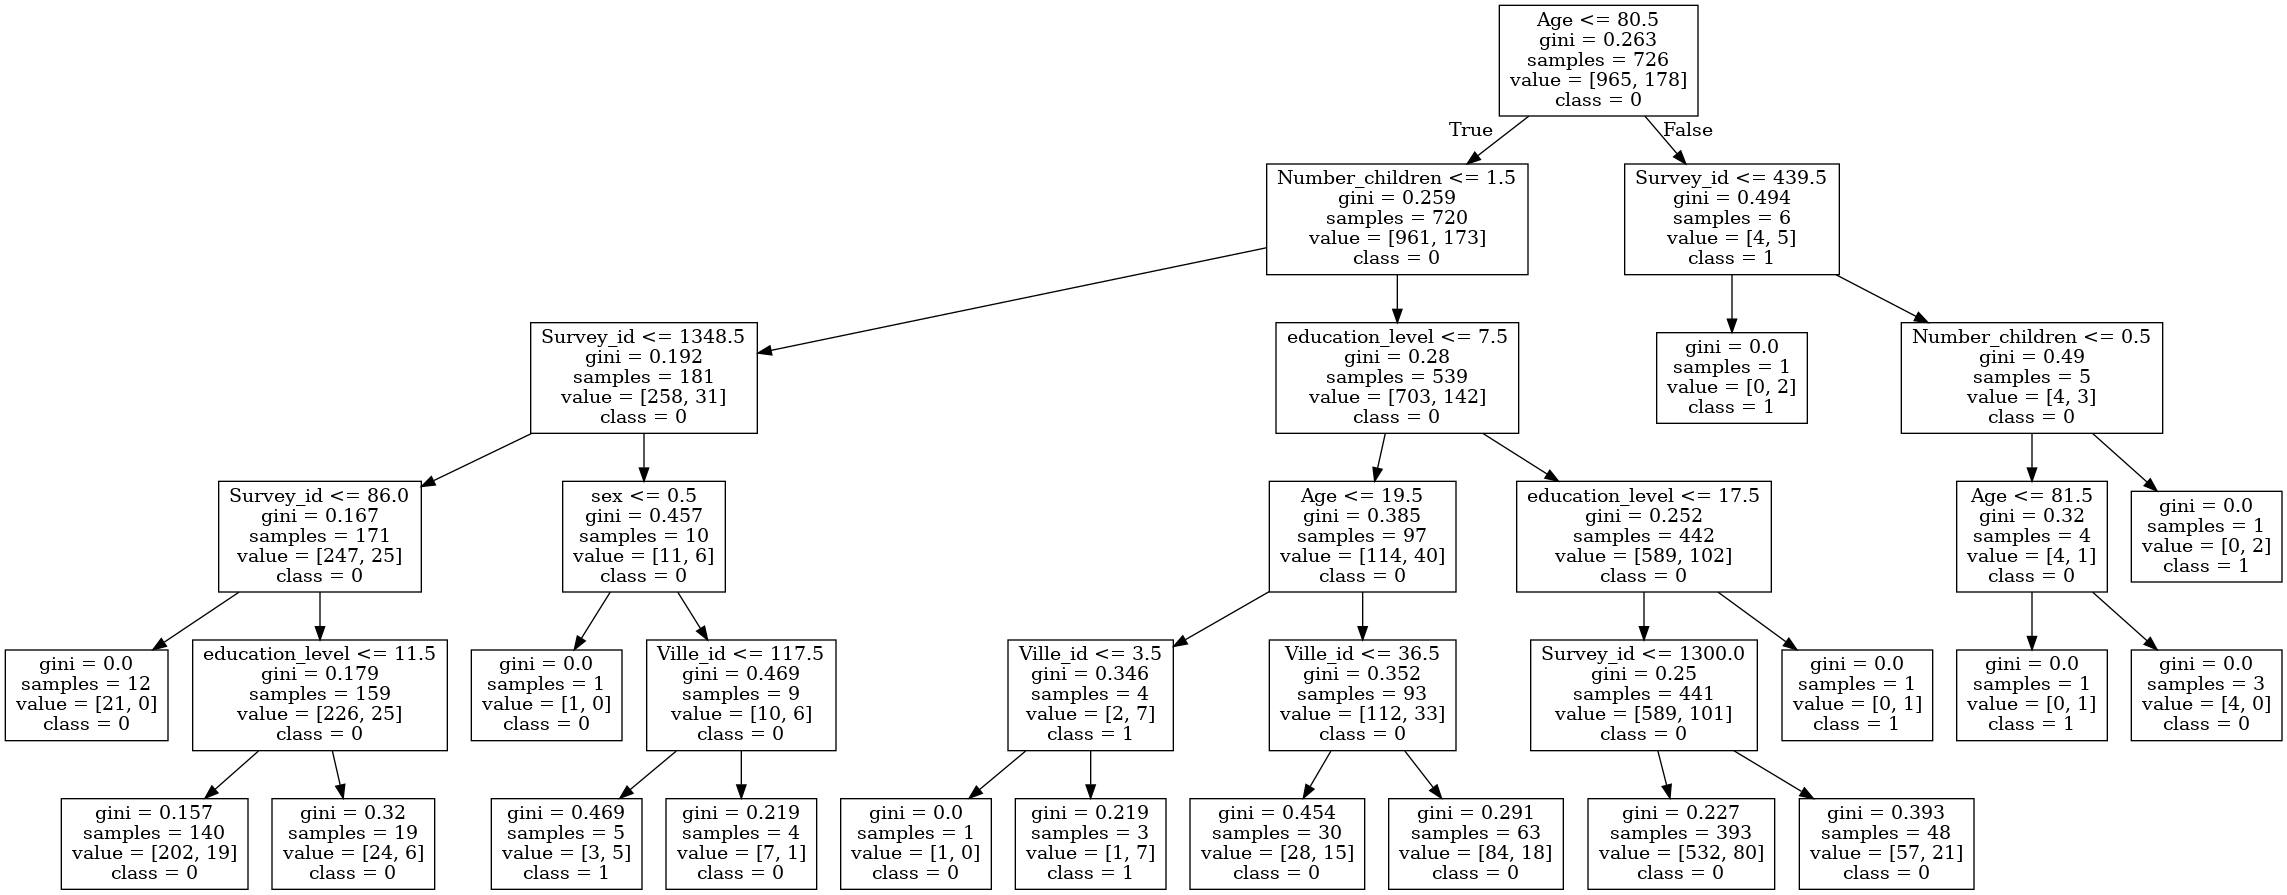 Age <= 80.5
gini = 0.263
samples = 726
value = [965, 178]
class = 0
True
False
Number_children <= 1.5
gini = 0.259
samples = 720
value = [961, 173]
class = 0
Survey_id <= 439.5
gini = 0.494
samples = 6
value = [4, 5]
class = 1
Survey_id <= 1348.5
gini = 0.192
samples = 181
value = [258, 31]
class = 0
education_level <= 7.5
gini = 0.28
samples = 539
value = [703, 142]
class = 0
gini = 0.0
samples = 1
value = [0, 2]
class = 1
Number_children <= 0.5
gini = 0.49
samples = 5
value = [4, 3]
class = 0
Survey_id <= 86.0
gini = 0.167
samples = 171
value = [247, 25]
class = 0
sex <= 0.5
gini = 0.457
samples = 10
value = [11, 6]
class = 0
Age <= 19.5
gini = 0.385
samples = 97
value = [114, 40]
class = 0
education_level <= 17.5
gini = 0.252
samples = 442
value = [589, 102]
class = 0
Age <= 81.5
gini = 0.32
samples = 4
value = [4, 1]
class = 0
gini = 0.0
samples = 1
value = [0, 2]
class = 1
gini = 0.0
samples = 12
value = [21, 0]
class = 0
education_level <= 11.5
gini = 0.179
samples = 159
value = [226, 25]
class = 0
gini = 0.0
samples = 1
value = [1, 0]
class = 0
Ville_id <= 117.5
gini = 0.469
samples = 9
value = [10, 6]
class = 0
Ville_id <= 3.5
gini = 0.346
samples = 4
value = [2, 7]
class = 1
Ville_id <= 36.5
gini = 0.352
samples = 93
value = [112, 33]
class = 0
Survey_id <= 1300.0
gini = 0.25
samples = 441
value = [589, 101]
class = 0
gini = 0.0
samples = 1
value = [0, 1]
class = 1
gini = 0.0
samples = 1
value = [0, 1]
class = 1
gini = 0.0
samples = 3
value = [4, 0]
class = 0
gini = 0.157
samples = 140
value = [202, 19]
class = 0
gini = 0.32
samples = 19
value = [24, 6]
class = 0
gini = 0.469
samples = 5
value = [3, 5]
class = 1
gini = 0.219
samples = 4
value = [7, 1]
class = 0
gini = 0.0
samples = 1
value = [1, 0]
class = 0
gini = 0.219
samples = 3
value = [1, 7]
class = 1
gini = 0.454
samples = 30
value = [28, 15]
class = 0
gini = 0.291
samples = 63
value = [84, 18]
class = 0
gini = 0.227
samples = 393
value = [532, 80]
class = 0
gini = 0.393
samples = 48
value = [57, 21]
class = 0